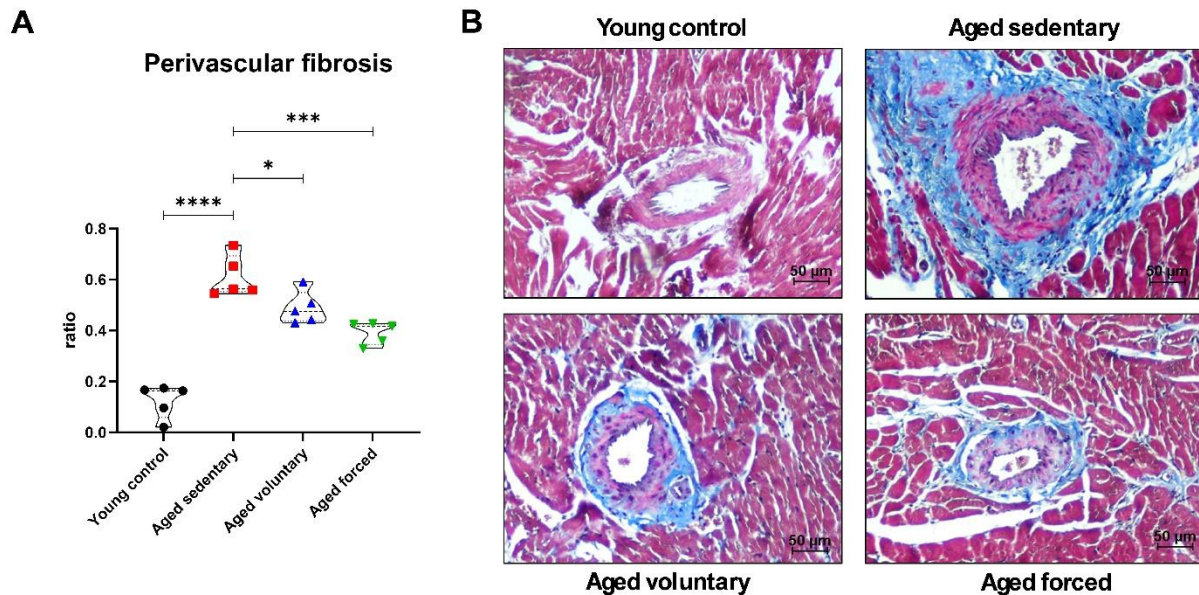 A
Perivascular fibrosis
***
*
****
0.8
0.6
0.4
0.2
0.0
ratio
Young control
Aged sedentary
Aged voluntary
Aged forced
B
Young control
Aged sedentary
50 µm
50 µm
50 µm
50 µm
Aged voluntary
Aged forced